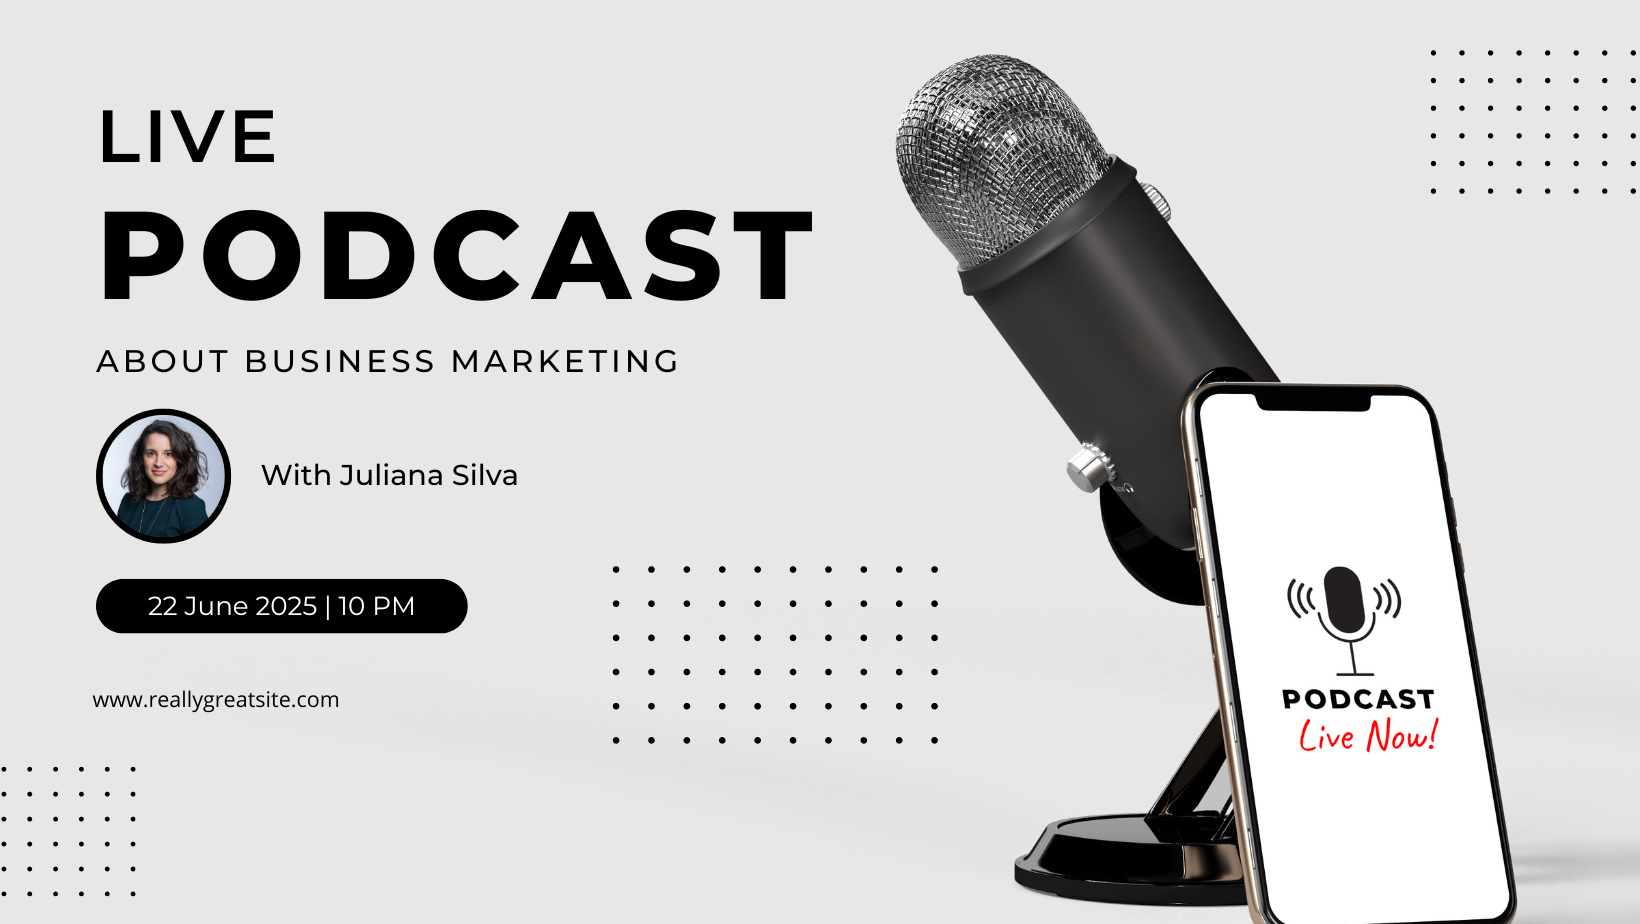 LIVE
PODCAST
ABOUT BUSINESS MARKETING
With Juliana Silva
22 June 2025 | 10 PM
www.reallygreatsite.com
PODCAST
Live Now!